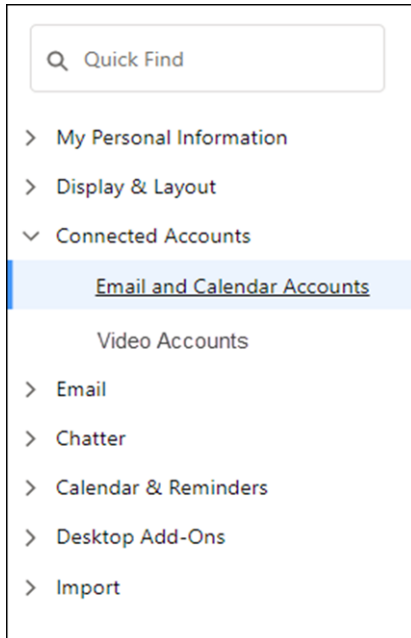 Quick Find
My Personal Information
Display & Layout
Connected Accounts
Email and Calendar Accounts
Video Accounts
Email
Chatter
Calendar & Reminders
Desktop Add-Ons
Import